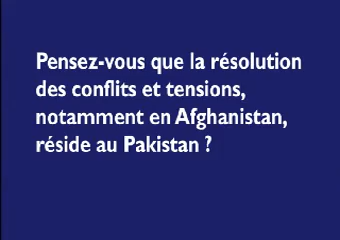 Pensez-vous que la résolution
des conflits et tensions,
notamment en Afghanistan,
réside au Pakistan ?